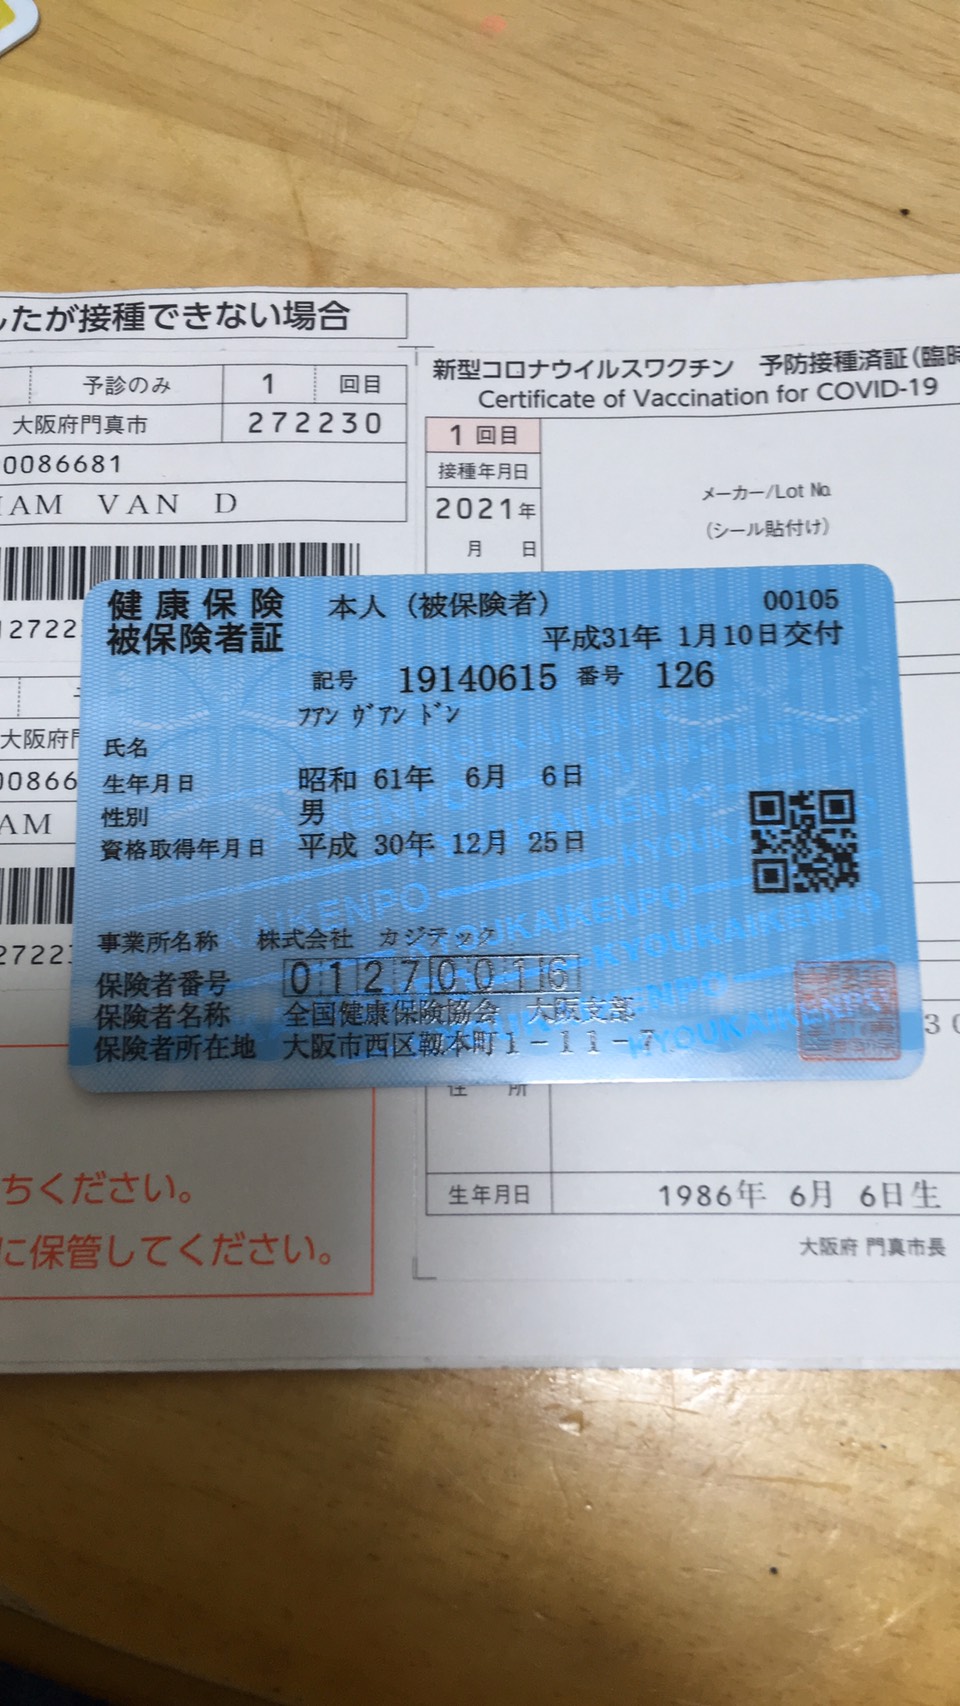 したが接種できない場合
予診のみ 1 回目
大阪府門真市 272230
0086681
HAM VAN D
新型コロナウイルスワクチン 予防接種済証(臨時
Certificate of Vaccination for COVID-19
1回目
接種年月日
2021年
月 日
メーカー/Lot No.
(シール貼付け)
健康保険
被保険者証
本人(被保険者)
00105
平成31年 1月10日交付
記号 19140615 番号 126
フアン ヴアン ドン
氏名
生年月日 昭和 61年 6月 6日
性別 男
資格取得年月日 平成 30年 12月 25日
事業所名称 株式会社 カジテック
保険者番号 01270016
保険者名称 全国健康保険協会 大阪支部
保険者所在地 大阪市西区靱本町1-11-7
2722
大阪府門
0086
AM
2722
住所
30
生年月日 1986年 6月 6日生
大阪府 門真市長
ちください。
に保管してください。